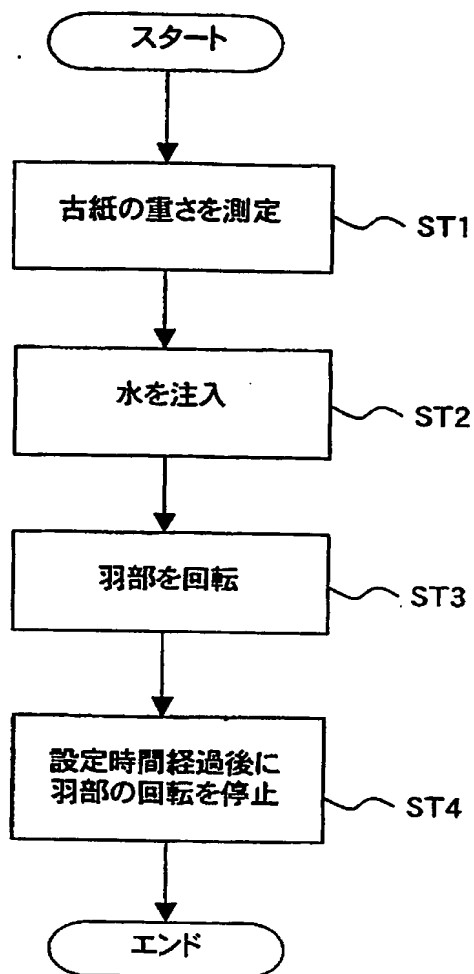 スタート
古紙の重さを測定
ST1
水を注入
ST2
羽部を回転
ST3
設定時間経過後に
羽部の回転を停止
ST4
エンド